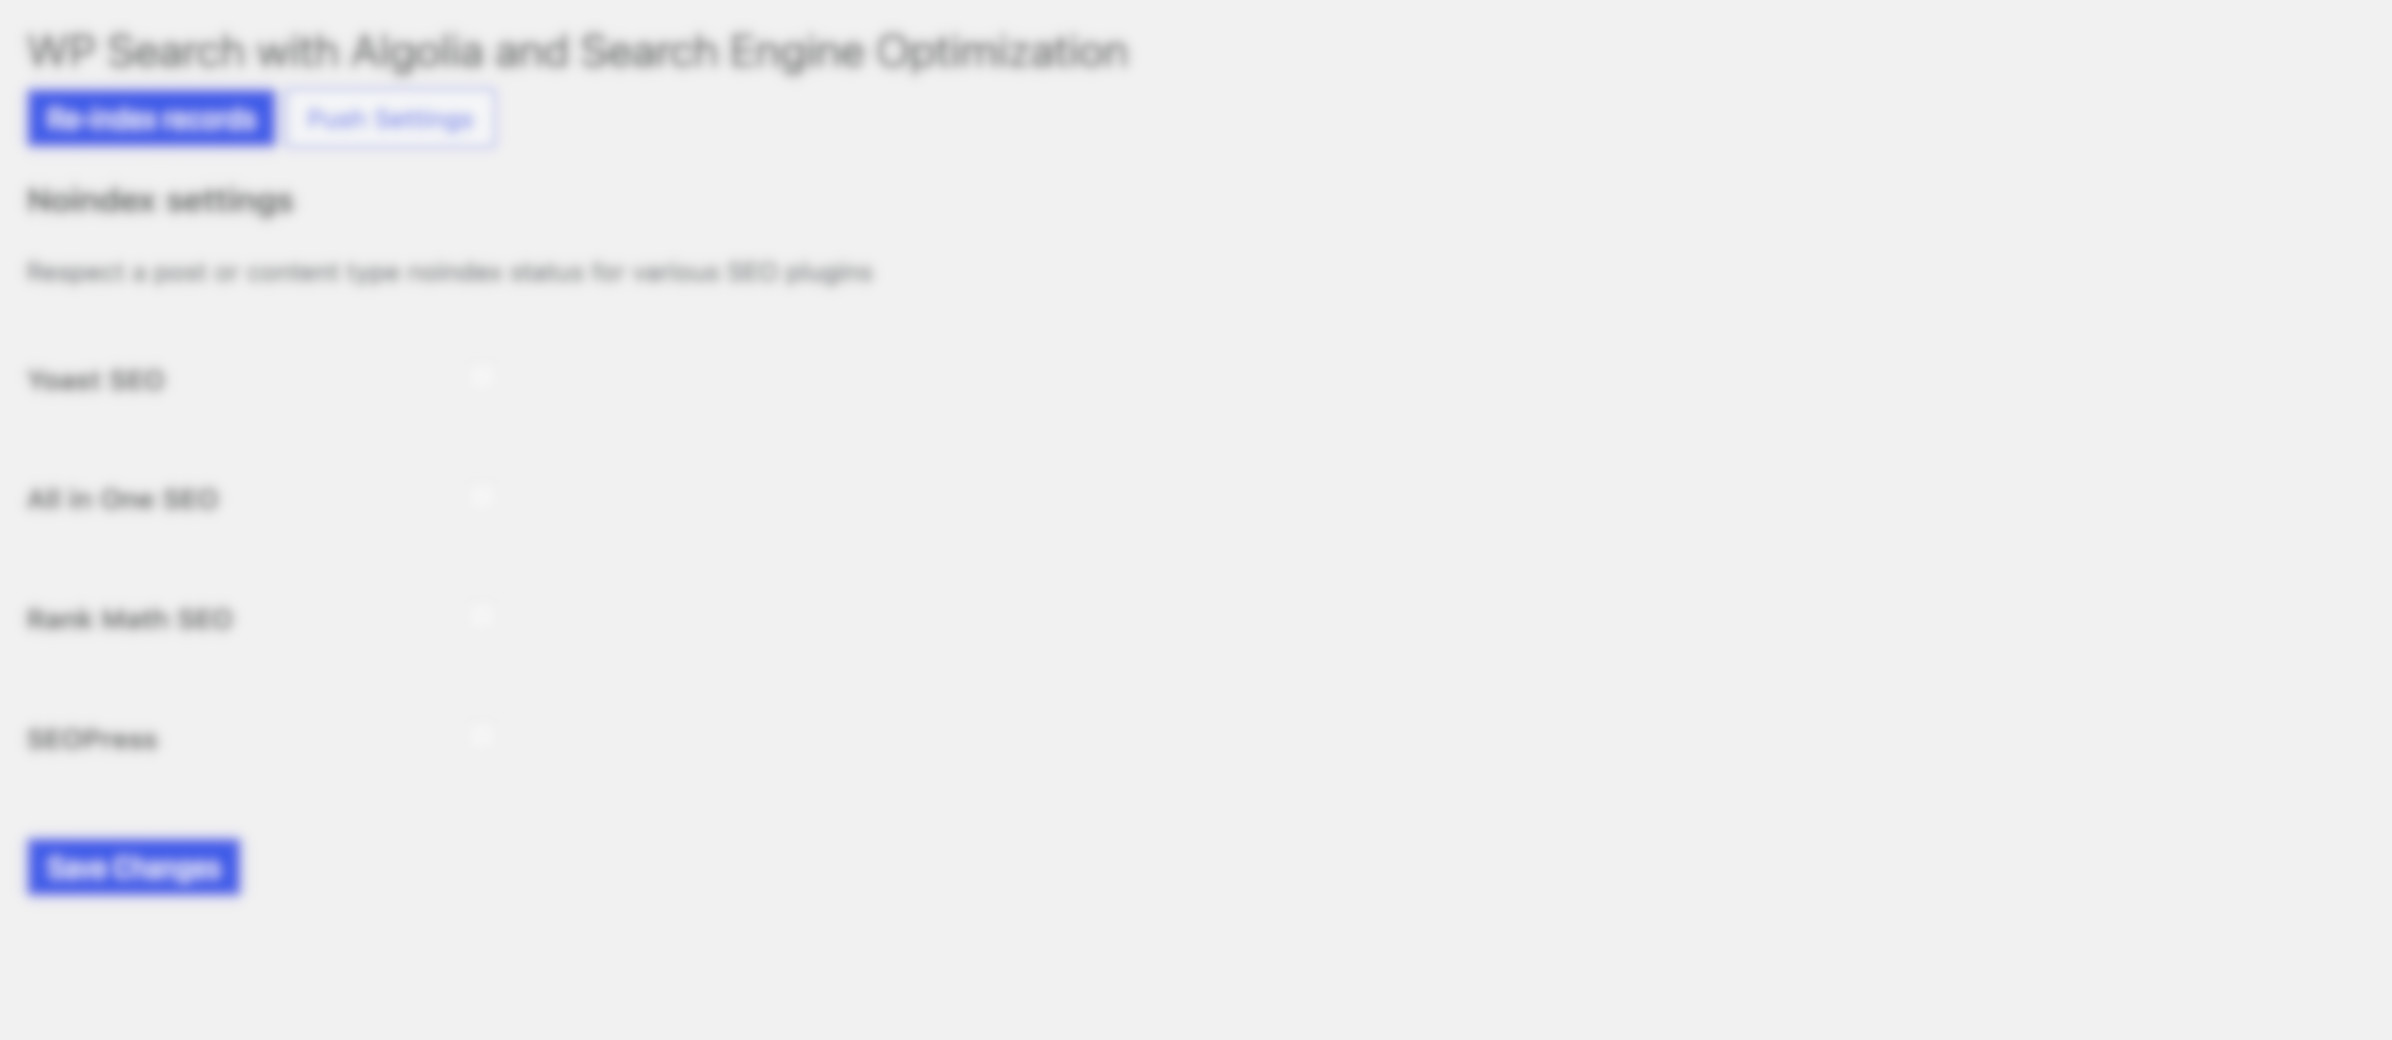 WP Search with Algolia and Search Engine Optimization
Re-index records Push Settings
Noindex settings
Respect a post or content type noindex status for various SEO plugins
Yoast SEO
All in One SEO
Rank Math SEO
SEOPress
Save Changes